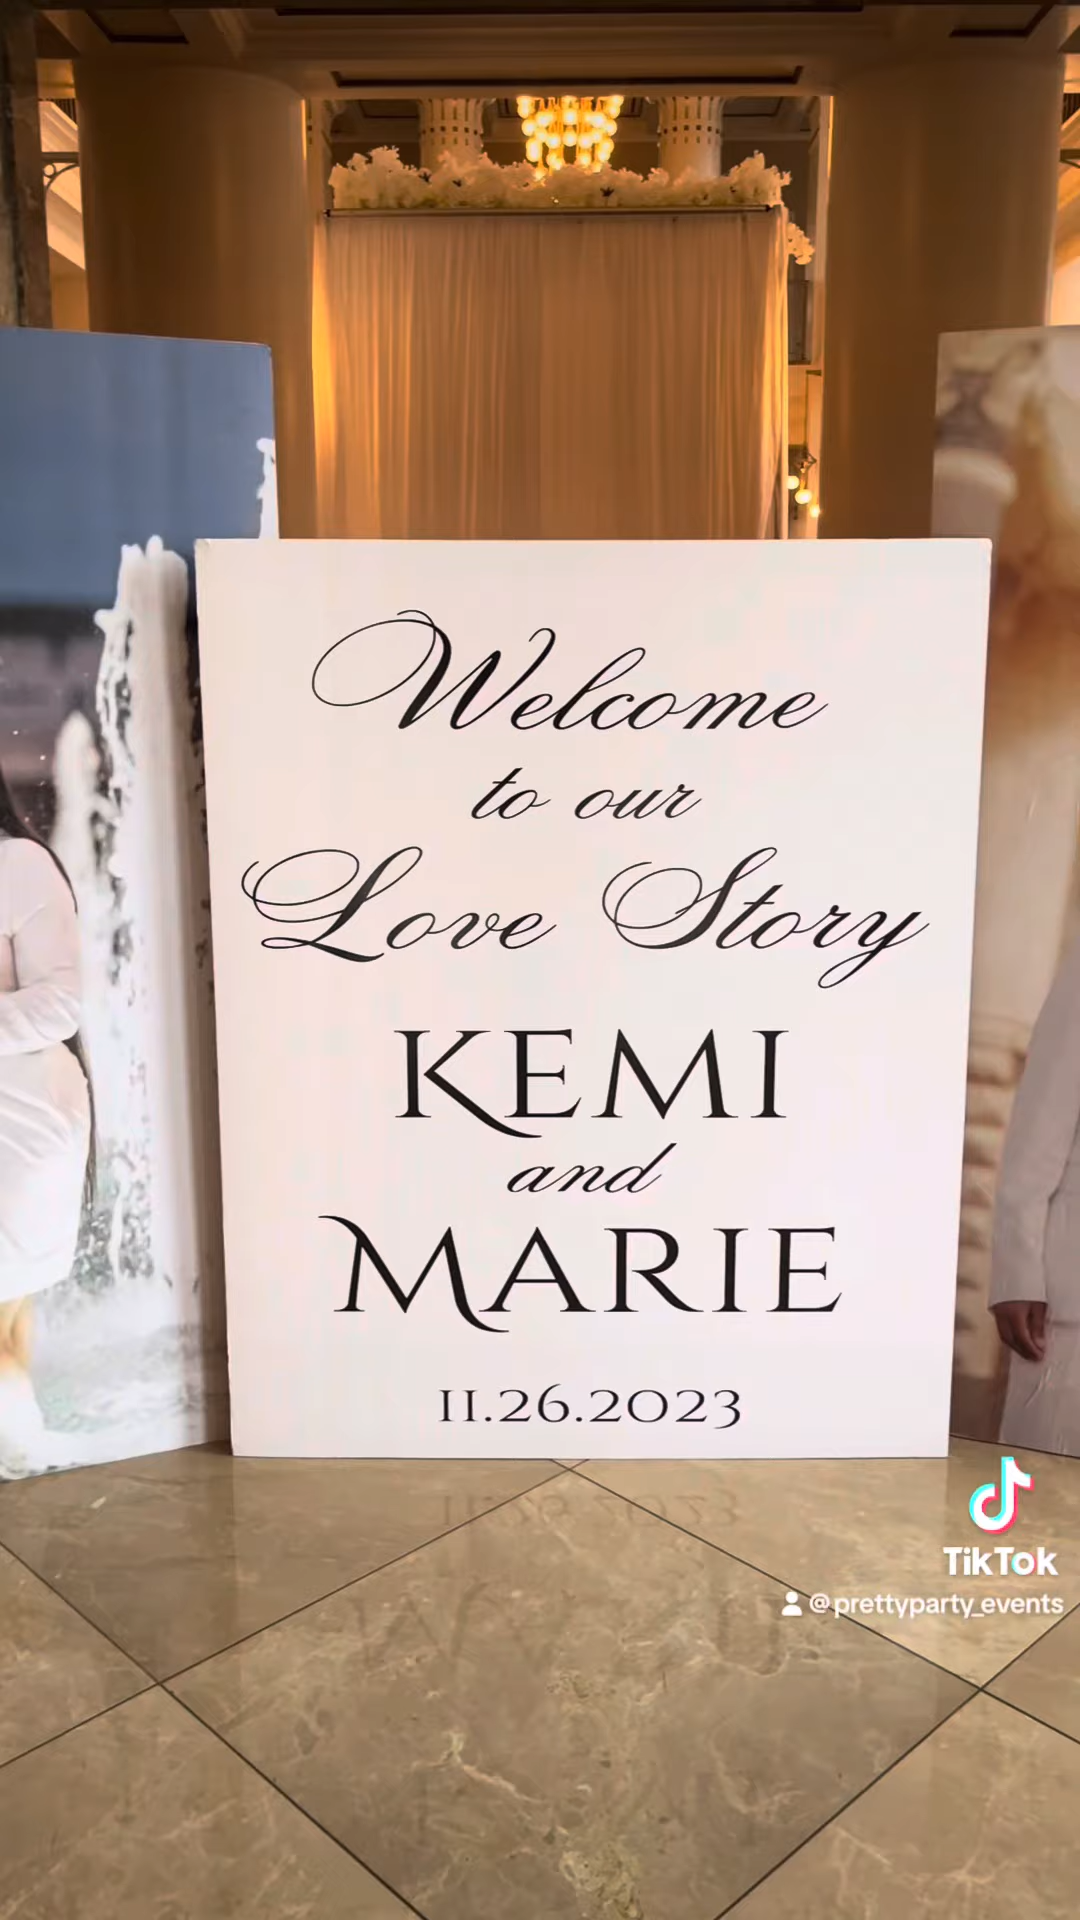 Welcome
to our
Love Story
KEMI
and
MARIE
11.26.2023
TikTok
@prettyparty_events